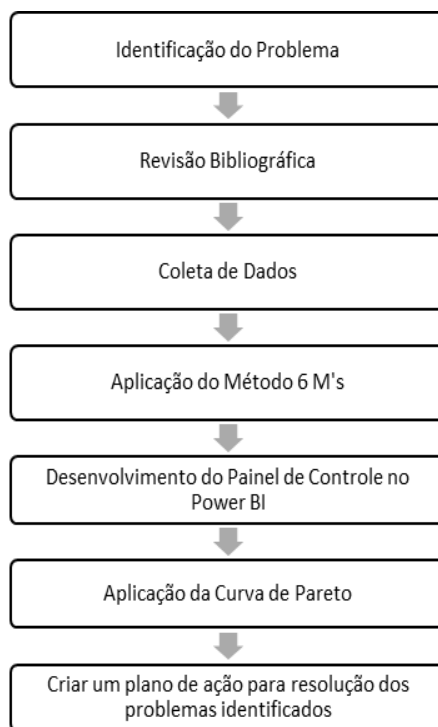 Identificação do Problema
Revisão Bibliográfica
Coleta de Dados
Aplicação do Método 6 M's
Desenvolvimento do Painel de Controle no
Power BI
Aplicação da Curva de Pareto
Criar um plano de ação para resolução dos
problemas identificados